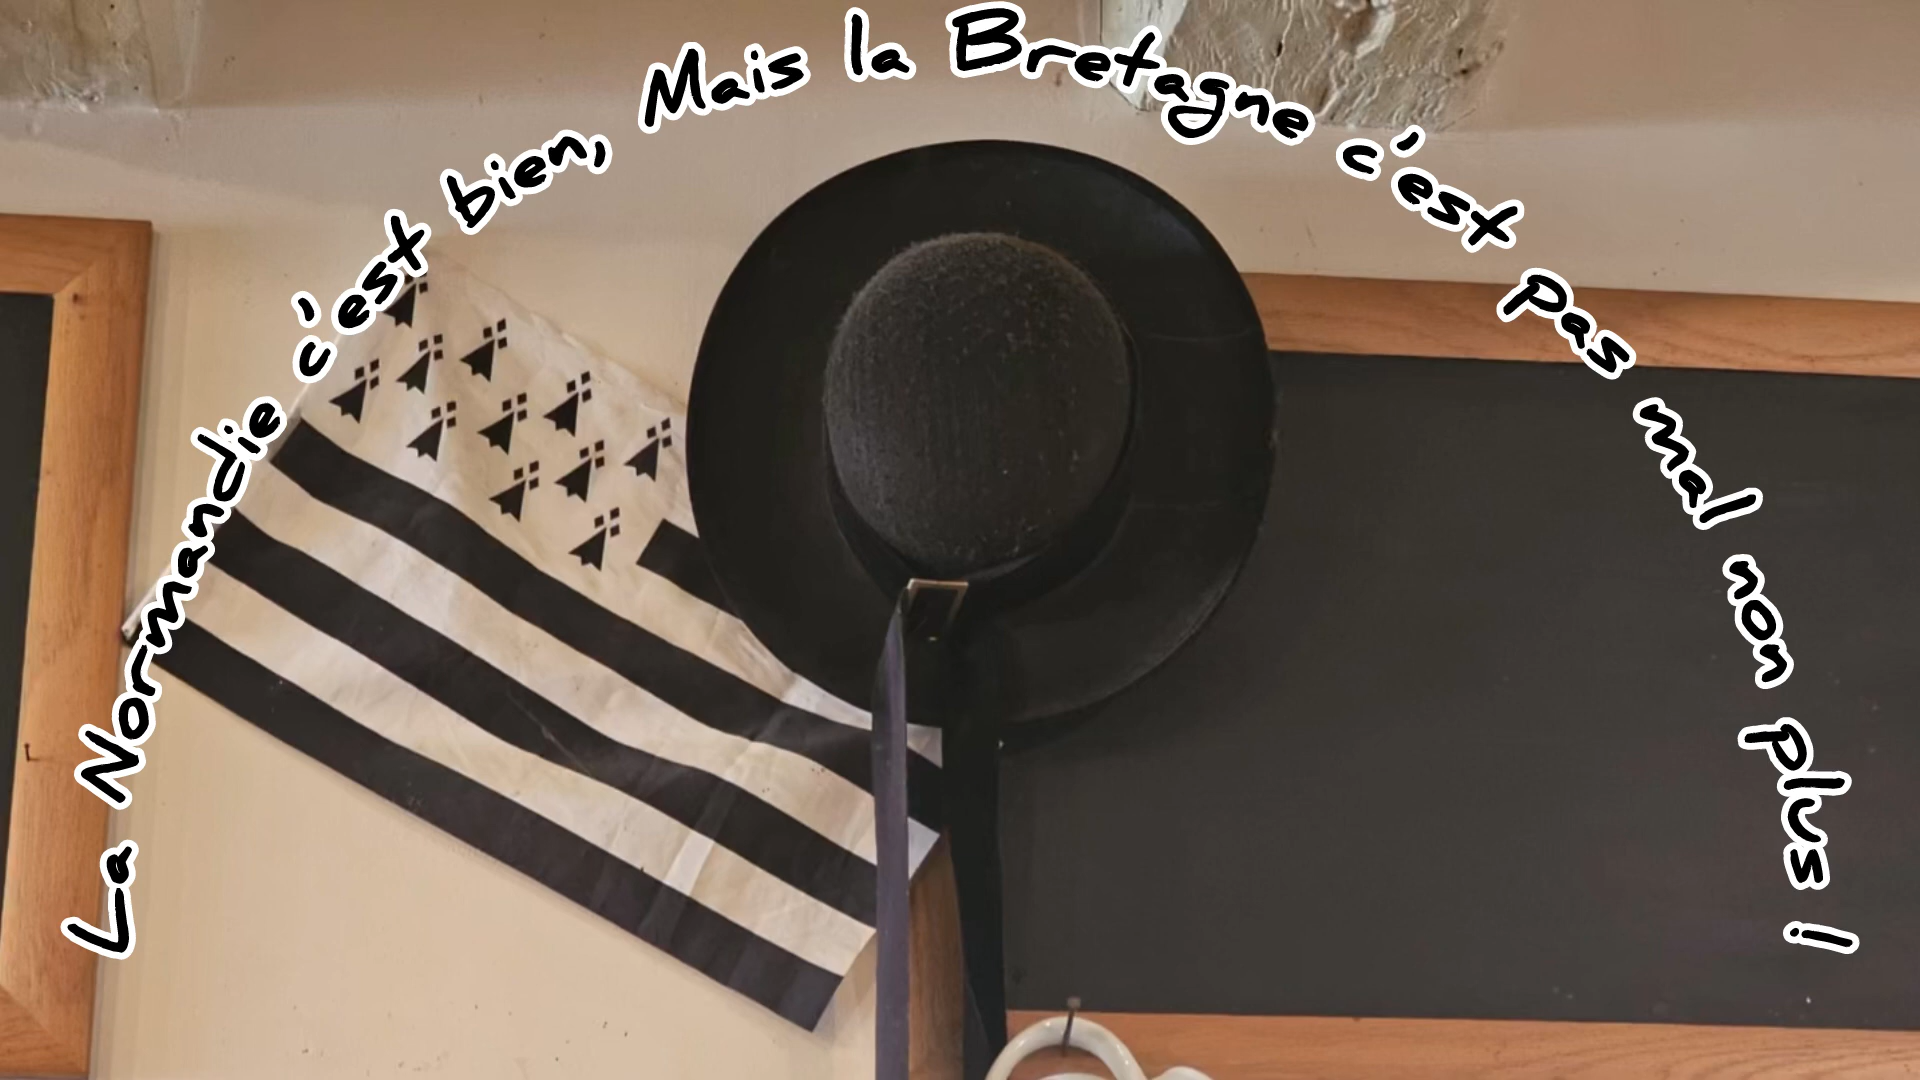 La Normandie c'est bien, Mais la Bretagne c'est pas mal non plus !